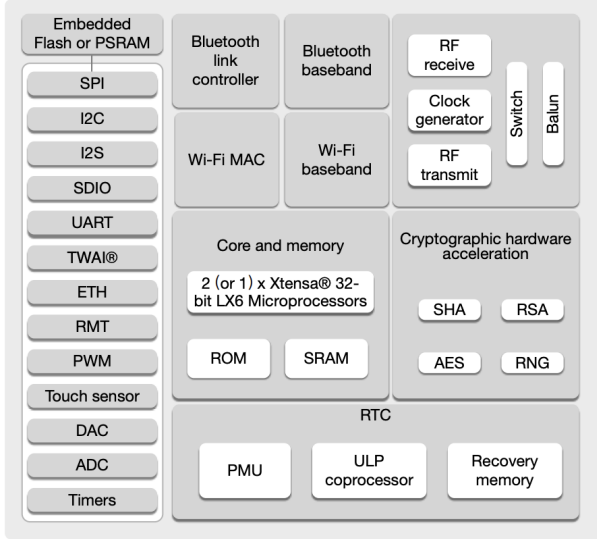 Embedded
Flash or PSRAM
SPI
I2C
I2S
SDIO
UART
TWAI®
ETH
RMT
PWM
Touch sensor
DAC
ADC
Timers
Bluetooth
link
controller
Bluetooth
baseband
Wi-Fi MAC
Wi-Fi
baseband
RF
receive
Clock
generator
RF
transmit
Switch
Balun
Core and memory
2 (or 1) x Xtensa® 32-
bit LX6 Microprocessors
ROM
SRAM
Cryptographic hardware
acceleration
SHA
RSA
AES
RNG
RTC
PMU
ULP
coprocessor
Recovery
memory